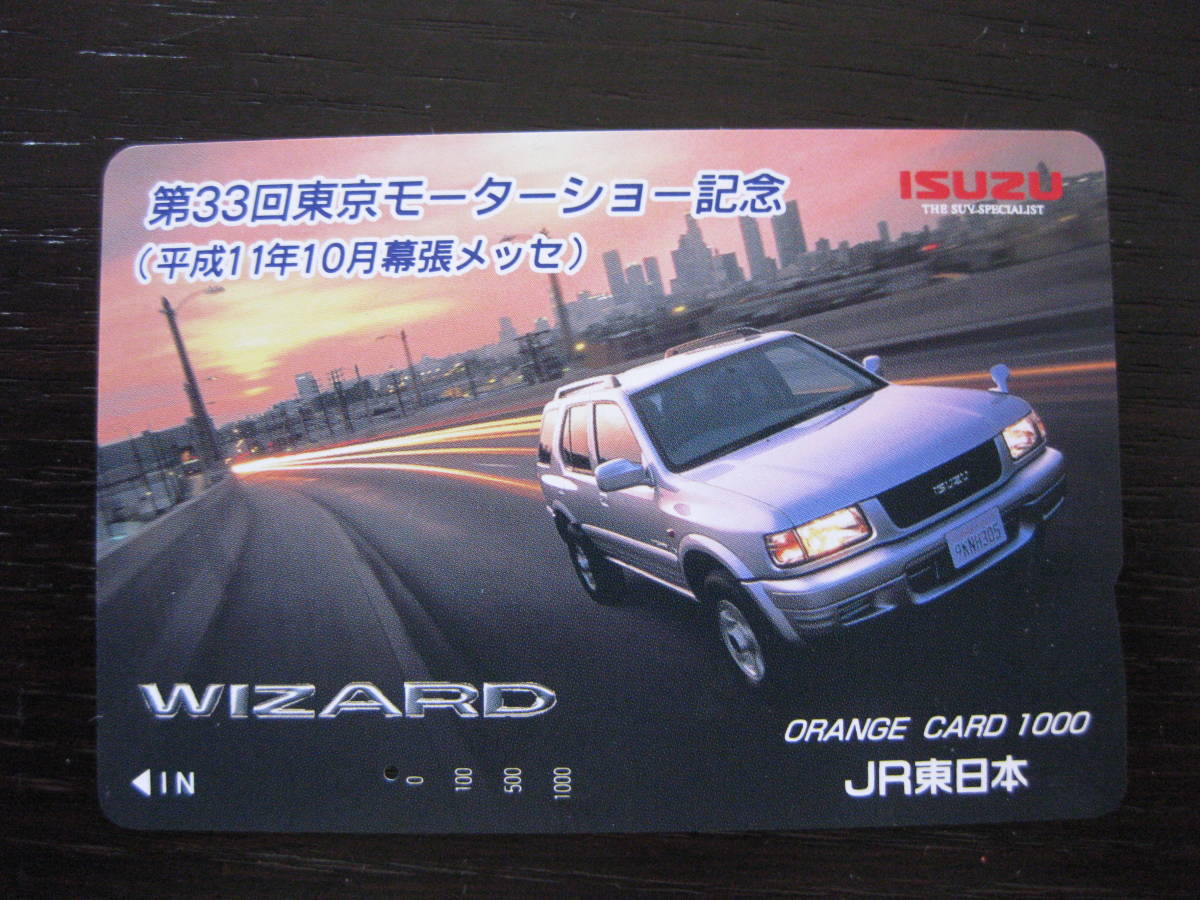 第33回東京モーターショー記念
(平成11年10月幕張メッセ)
ISUZU
THE SUV-SPECIALIST
ISUZU
9KNH305
WIZARD
ORANGE CARD 1000
JR東日本
◀IN
0 100 500 1000